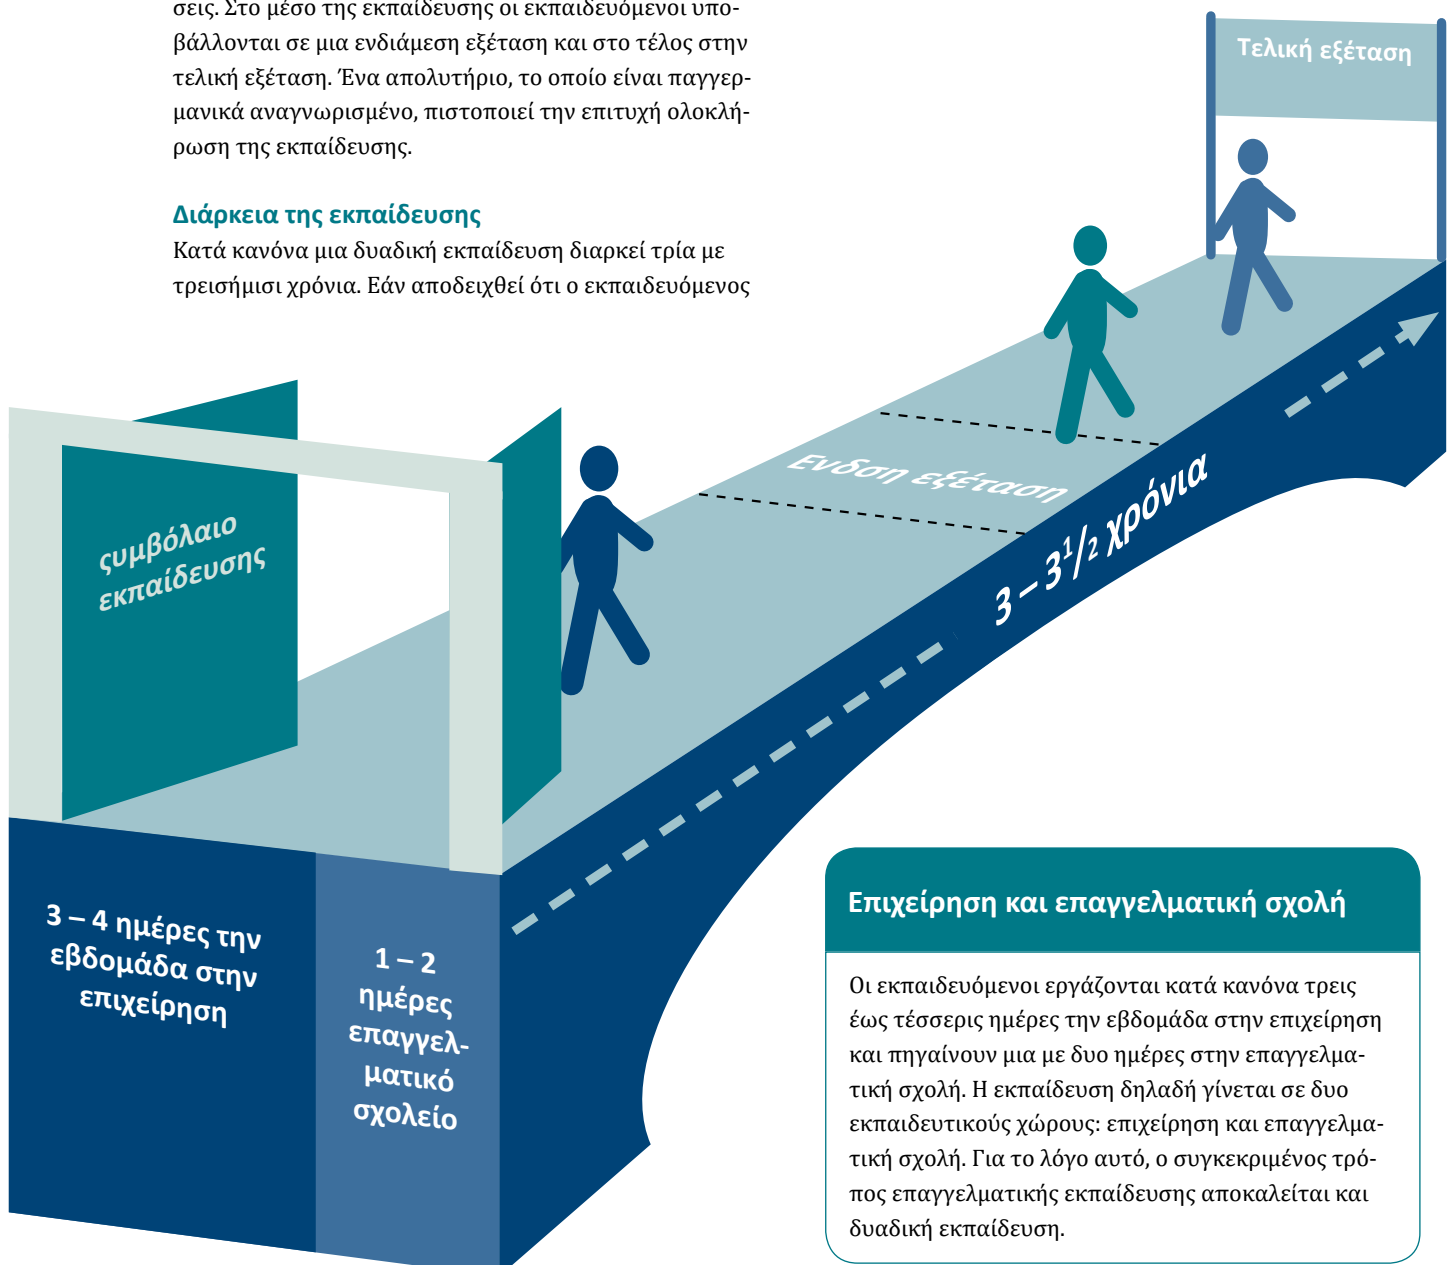 σεις. Στο μέσο της εκπαίδευσης οι εκπαιδευόμενοι υπο-
βάλλονται σε μια ενδιάμεση εξέταση και στο τέλος στην
τελική εξέταση. Ένα απολυτήριο, το οποίο είναι παγγερ-
μανικά αναγνωρισμένο, πιστοποιεί την επιτυχή ολοκλή-
ρωση της εκπαίδευσης.
Διάρκεια της εκπαίδευσης
Κατά κανόνα μια δυαδική εκπαίδευση διαρκεί τρία με
τρεισήμισι χρόνια. Εάν αποδειχθεί ότι ο εκπαιδευόμενος
Τελική εξέταση
Ενδση εξέταση
3 – 3 1/2 χρόνια
ςυμβόλαιο
εκπαίδευσης
3 – 4 ημέρες την
εβδομάδα στην
επιχείρηση
1 – 2
ημέρες
επαγγελ-
ματικό
σχολείο
Επιχείρηση και επαγγελματική σχολή
Οι εκπαιδευόμενοι εργάζονται κατά κανόνα τρεις
έως τέσσερις ημέρες την εβδομάδα στην επιχείρηση
και πηγαίνουν μια με δυο ημέρες στην επαγγελμα-
τική σχολή. Η εκπαίδευση δηλαδή γίνεται σε δυο
εκπαιδευτικούς χώρους: επιχείρηση και επαγγελμα-
τική σχολή. Για το λόγο αυτό, ο συγκεκριμένος τρό-
πος επαγγελματικής εκπαίδευσης αποκαλείται και
δυαδική εκπαίδευση.